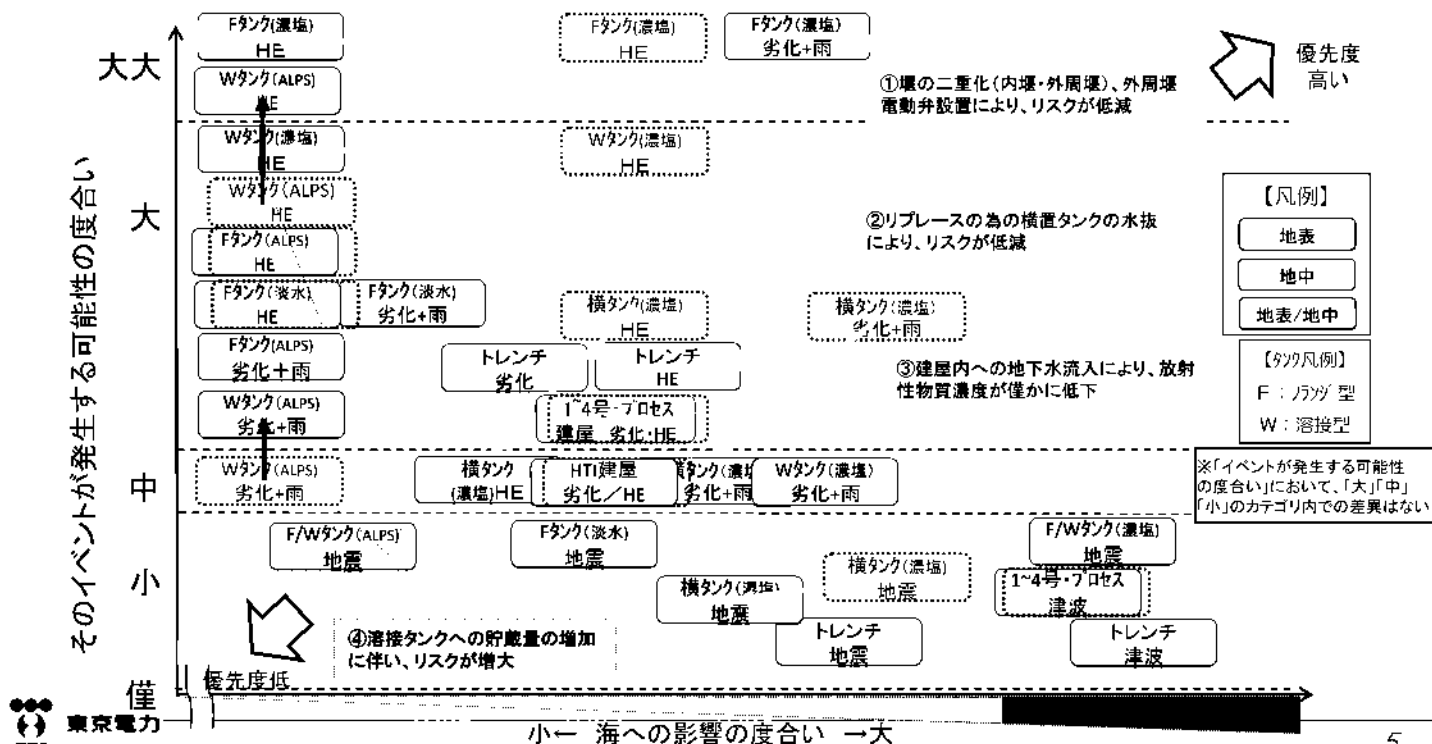 Fタンク(濃塩)
HE
Fタンク(濃塩)
HE
Fタンク(濃塩)
劣化+雨
優先度
高い
大大
Wタンク(ALPS)
HE
①堰の二重化(内堰・外周堰)、外周堰
電動弁設置により、リスクが低減
Wタンク(濃塩)
HE
Wタンク(濃塩)
HE
そのイベントが発生する可能性の度合い
大
Wタンク(ALPS)
HE
②リプレースの為の横置タンクの水抜
により、リスクが低減
【凡例】
地表
地中
地表/地中
Fタンク(ALPS)
HE
Fタンク(淡水)
HE
Fタンク(淡水)
劣化+雨
横タンク(濃塩)
HE
横タンク(濃塩)
劣化+雨
Fタンク(ALPS)
劣化+雨
トレンチ
劣化
トレンチ
HE
③建屋内への地下水流入により、放射
性物質濃度が僅かに低下
【タンク凡例】
F:フランジ型
W:溶接型
Wタンク(ALPS)
劣化+雨
1~4号・プロセス
建屋 劣化・HE
中
Wタンク(ALPS)
劣化+雨
横タンク
(濃塩)HE
HTI建屋
劣化/HE
タンク(濃塩
劣化+雨
Wタンク(濃塩)
劣化+雨
※「イベントが発生する可能性
の度合い」において、「大」「中」
「小」のカテゴリ内での差異はない
小
F/Wタンク(ALPS)
地震
Fタンク(淡水)
地震
F/Wタンク(濃塩)
地震
横タンク(濃塩)
地震
横タンク(濃塩)
地震
1~4号・プロセス
津波
トレンチ
地震
トレンチ
津波
④溶接タンクへの貯蔵量の増加
に伴い、リスクが増大
優先度低
僅
東京電力
小← 海への影響の度合い →大
5